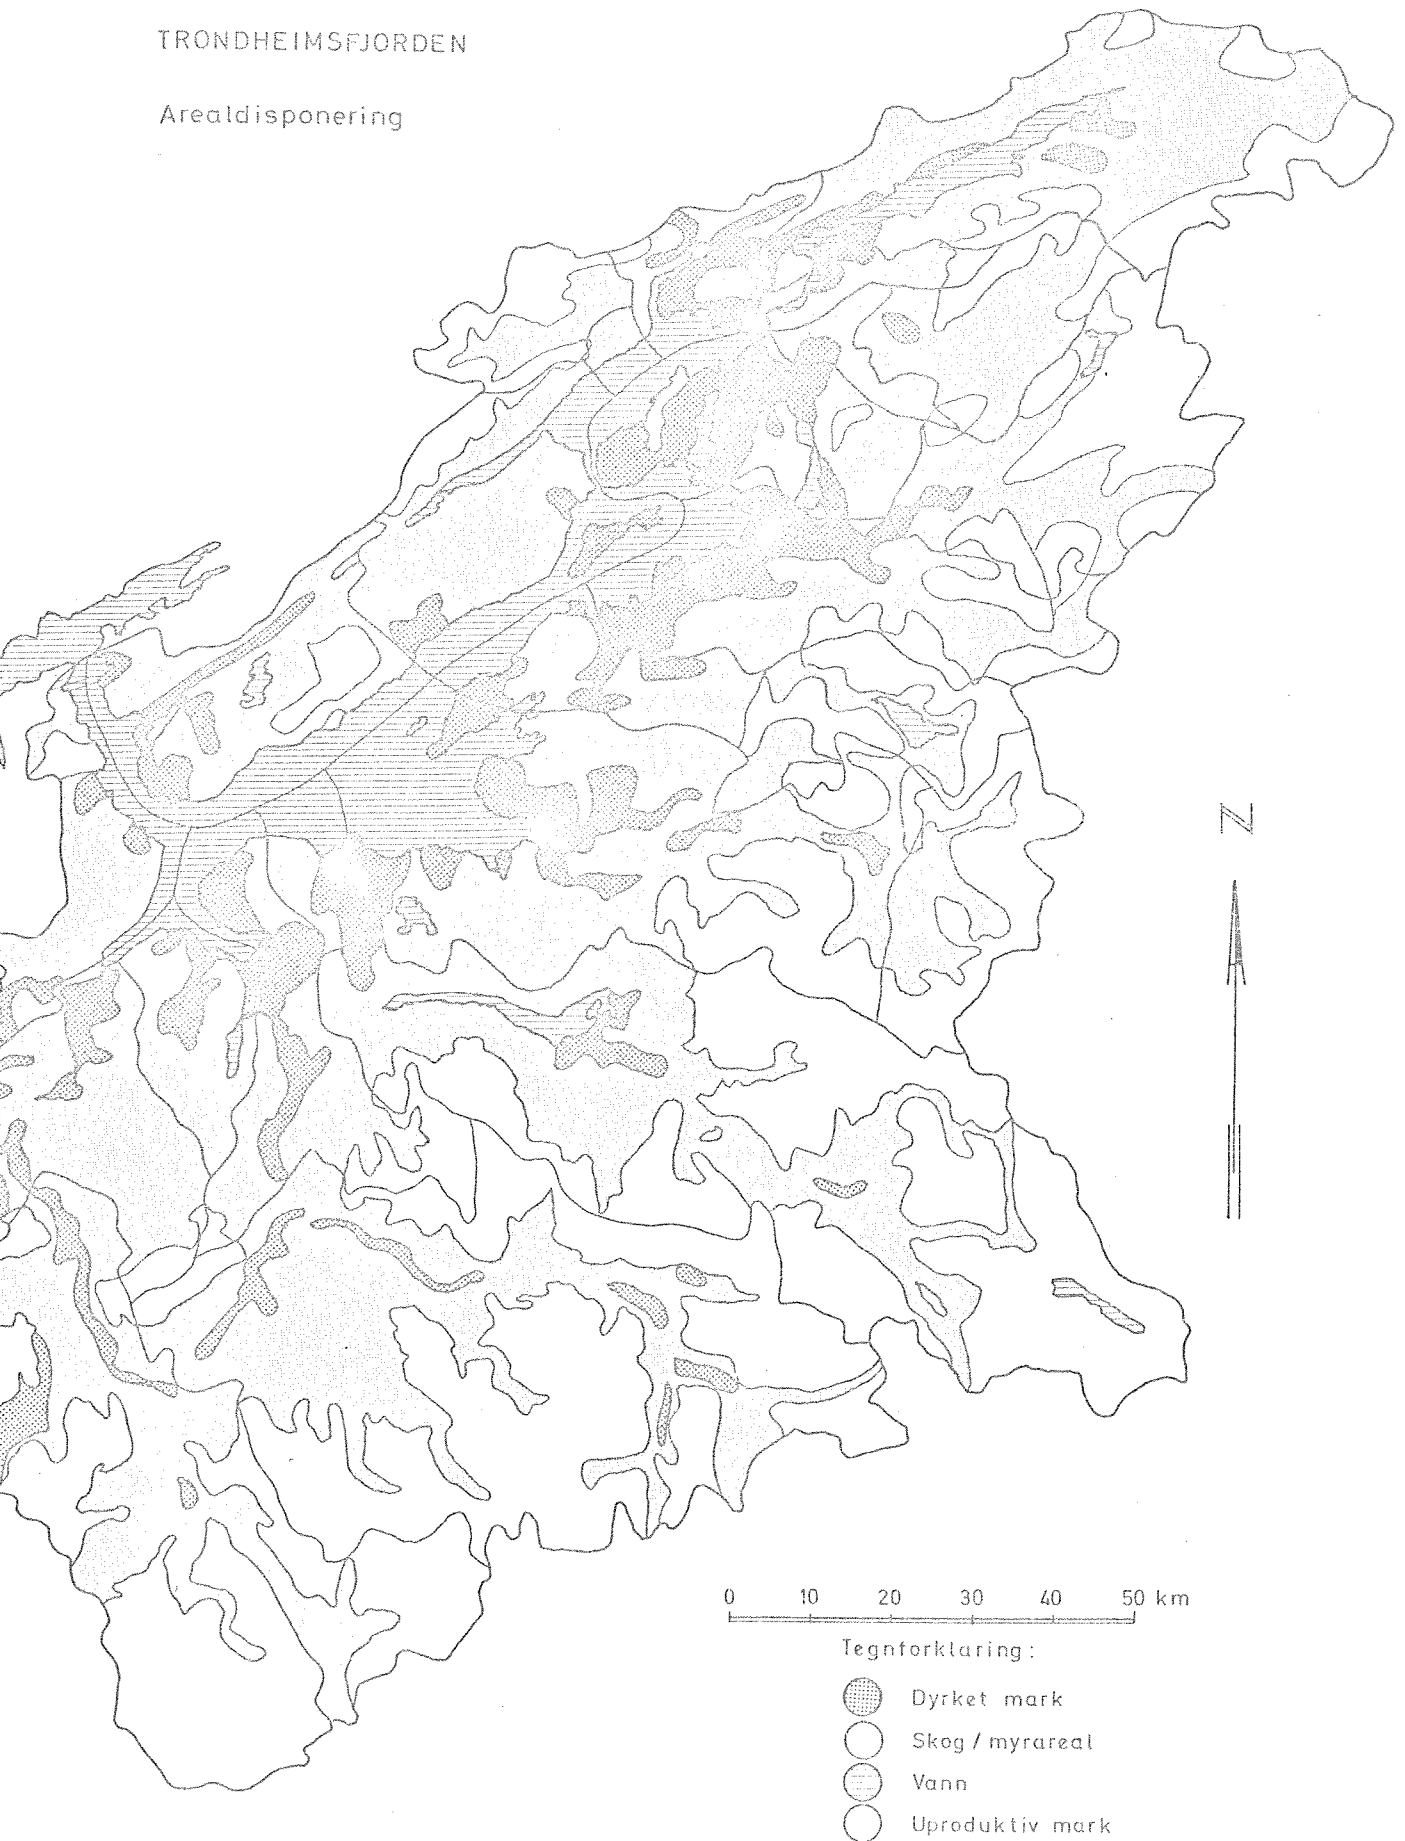 TRONDHEIMSFJORDEN
Arealdisponering
N
0 10 20 30 40 50 km
Tegnforklaring:
Dyrket mark
Skog / myrareal
Vann
Uproduktiv mark